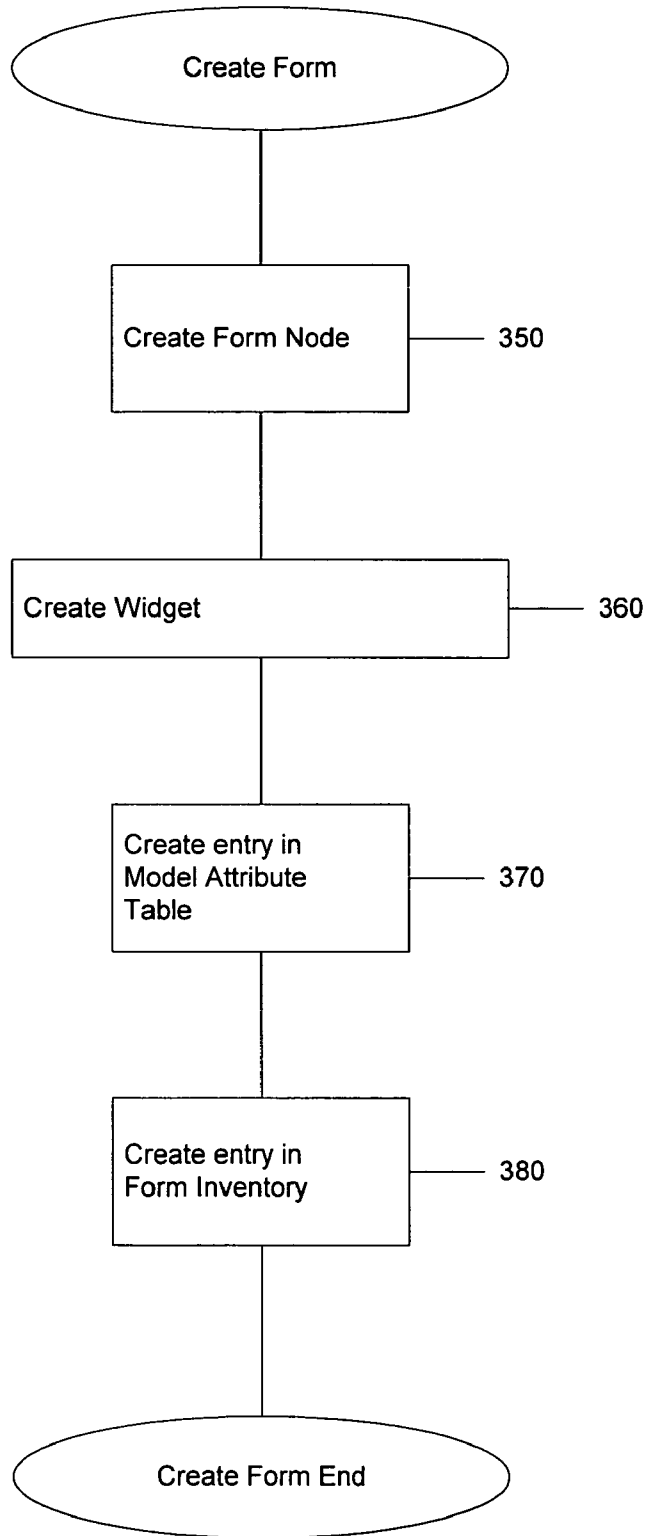 Create Form
Create Form Node
350
Create Widget
360
Create entry in
Model Attribute
Table
370
Create entry in
Form Inventory
380
Create Form End